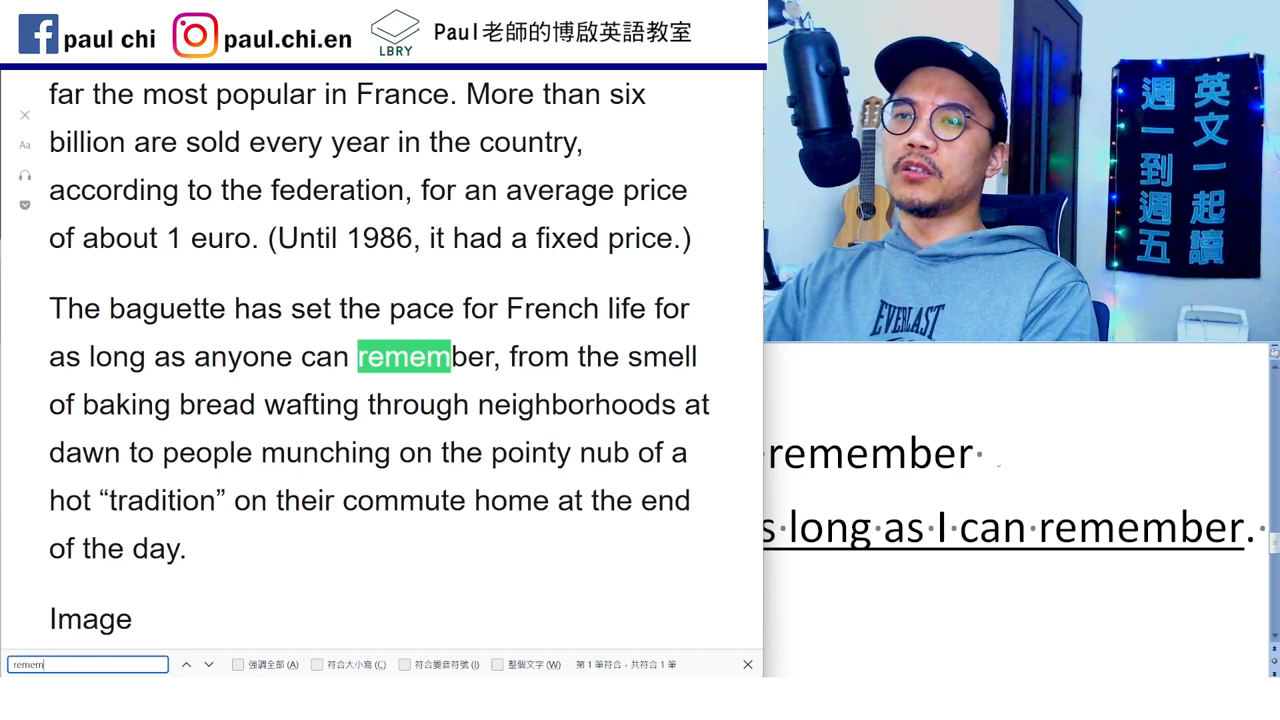 paul chi
paul.chi.en
LBRY
Paul老師的博啟英語教室
far the most popular in France. More than six
billion are sold every year in the country,
according to the federation, for an average price
of about 1 euro. (Until 1986, it had a fixed price.)
The baguette has set the pace for French life for
as long as anyone can remember, from the smell
of baking bread wafting through neighborhoods at
dawn to people munching on the pointy nub of a
hot “tradition” on their commute home at the end
of the day.
Image
Aa
remem
強調全部 (A)
符合大小寫 (C)
符合變音符號 (I)
整個文字 (W)
第 1 筆符合，共符合 1 筆
英文一起讀
週一到週五
EVERLAST
remember
s long as I can remember.